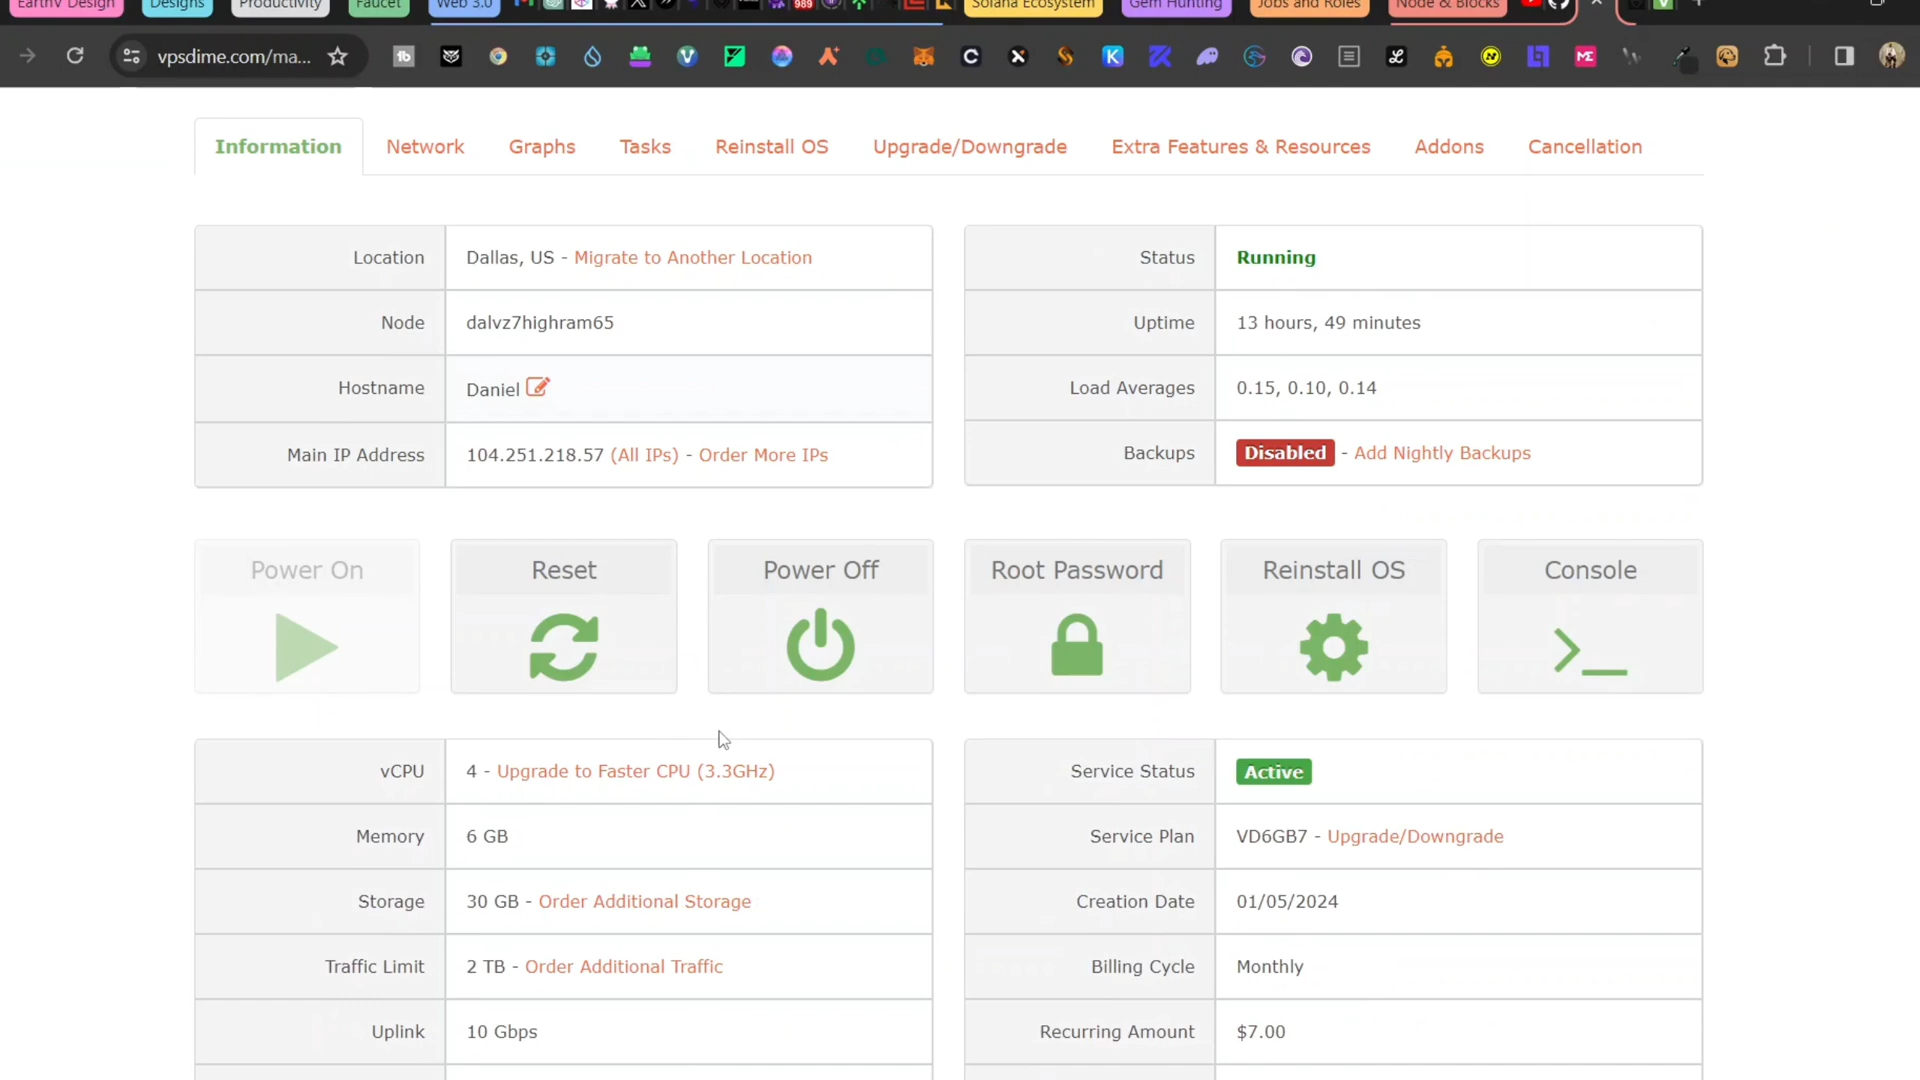 EarthV Design Designs Productivity Faucet Web 3.0 989 Solana Ecosystem Gem Hunting Jobs and Roles Node & Blocks
vpsdime.com/ma...
Information Network Graphs Tasks Reinstall OS Upgrade/Downgrade Extra Features & Resources Addons Cancellation
Location Dallas, US - Migrate to Another Location
Node dalvz7highram65
Hostname Daniel
Main IP Address 104.251.218.57 (All IPs) - Order More IPs
Status Running
Uptime 13 hours, 49 minutes
Load Averages 0.15, 0.10, 0.14
Backups Disabled - Add Nightly Backups
Power On Reset Power Off Root Password Reinstall OS Console
vCPU 4 - Upgrade to Faster CPU (3.3GHz)
Memory 6 GB
Storage 30 GB - Order Additional Storage
Traffic Limit 2 TB - Order Additional Traffic
Uplink 10 Gbps
Service Status Active
Service Plan VD6GB7 - Upgrade/Downgrade
Creation Date 01/05/2024
Billing Cycle Monthly
Recurring Amount $7.00